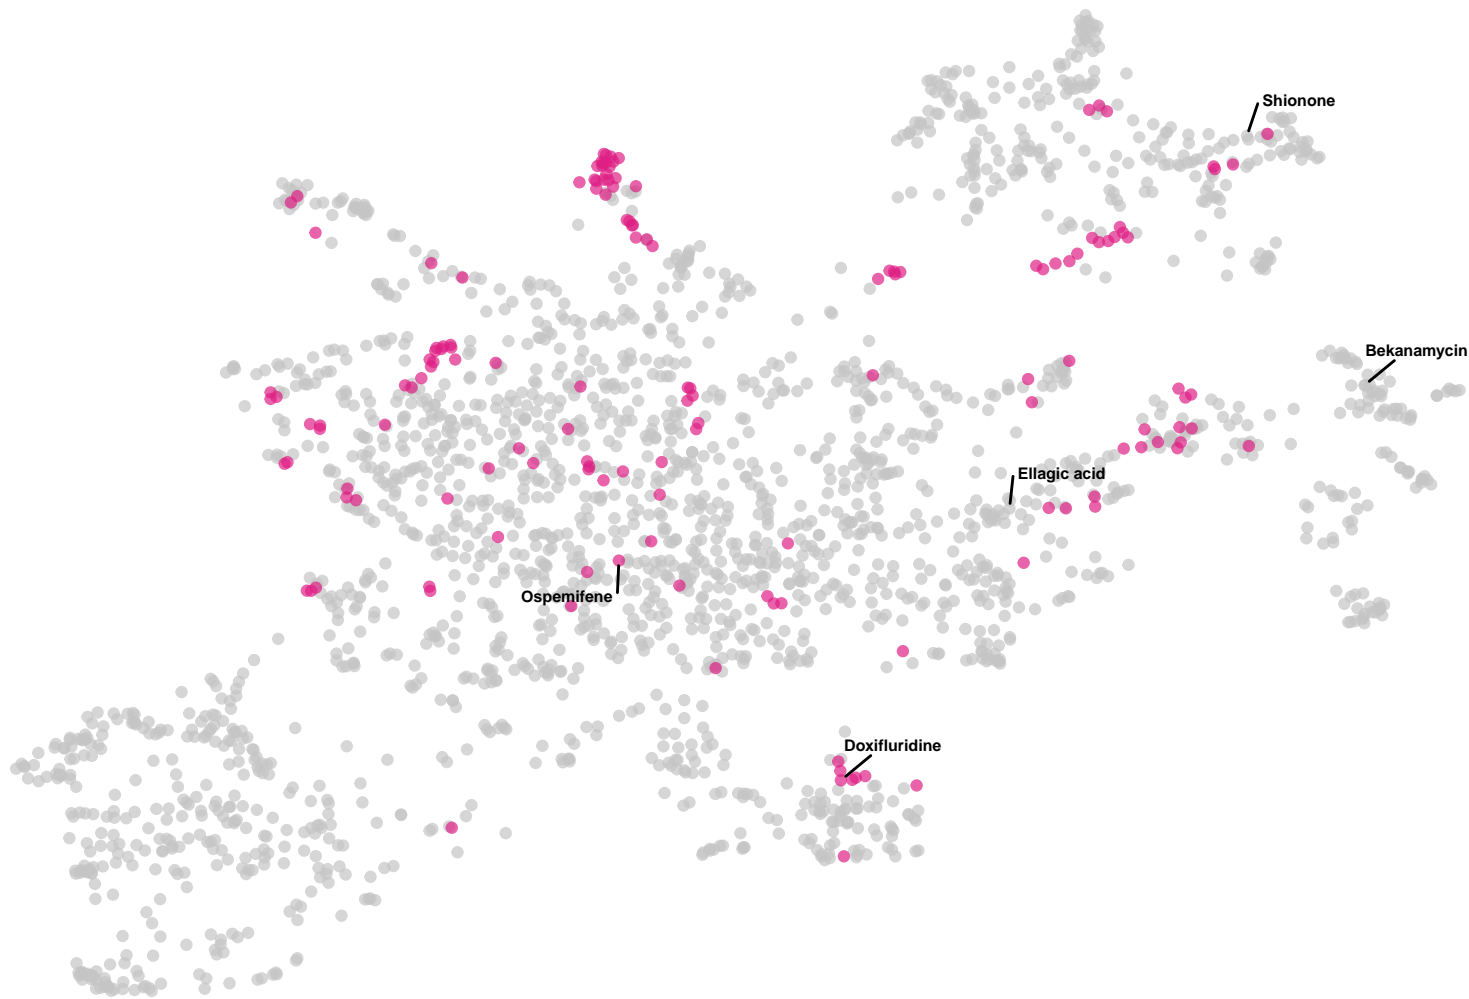 Shionone
Bekanamycin
Ellagic acid
Ospemifene
Doxifluridine